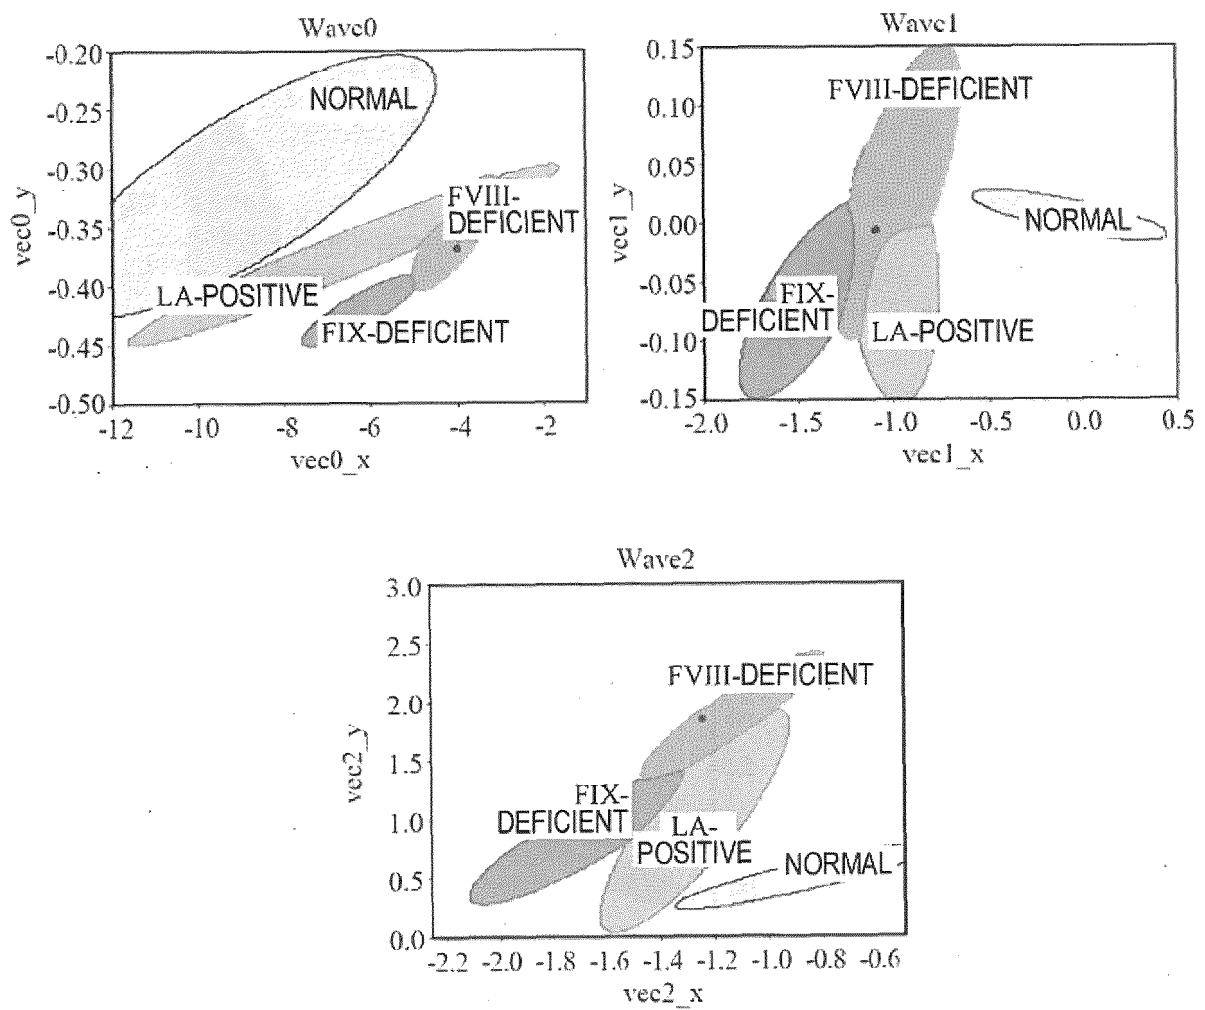 Wave0
-0.20
-0.25
-0.30
-0.35
-0.40
-0.45
-0.50
vec0_y
NORMAL
FVIII-
DEFICIENT
LA-POSITIVE
FIX-DEFICIENT
-12 -10 -8 -6 -4 -2
vec0_x
Wave1
0.15
0.10
0.05
0.00
-0.05
-0.10
-0.15
vec1_y
FVIII-DEFICIENT
NORMAL
FIX-
DEFICIENT
LA-POSITIVE
-2.0 -1.5 -1.0 -0.5 0.0 0.5
vec1_x
Wave2
3.0
2.5
2.0
1.5
1.0
0.5
0.0
vec2_y
FVIII-DEFICIENT
FIX-
DEFICIENT
LA-
POSITIVE
NORMAL
-2.2 -2.0 -1.8 -1.6 -1.4 -1.2 -1.0 -0.8 -0.6
vec2_x